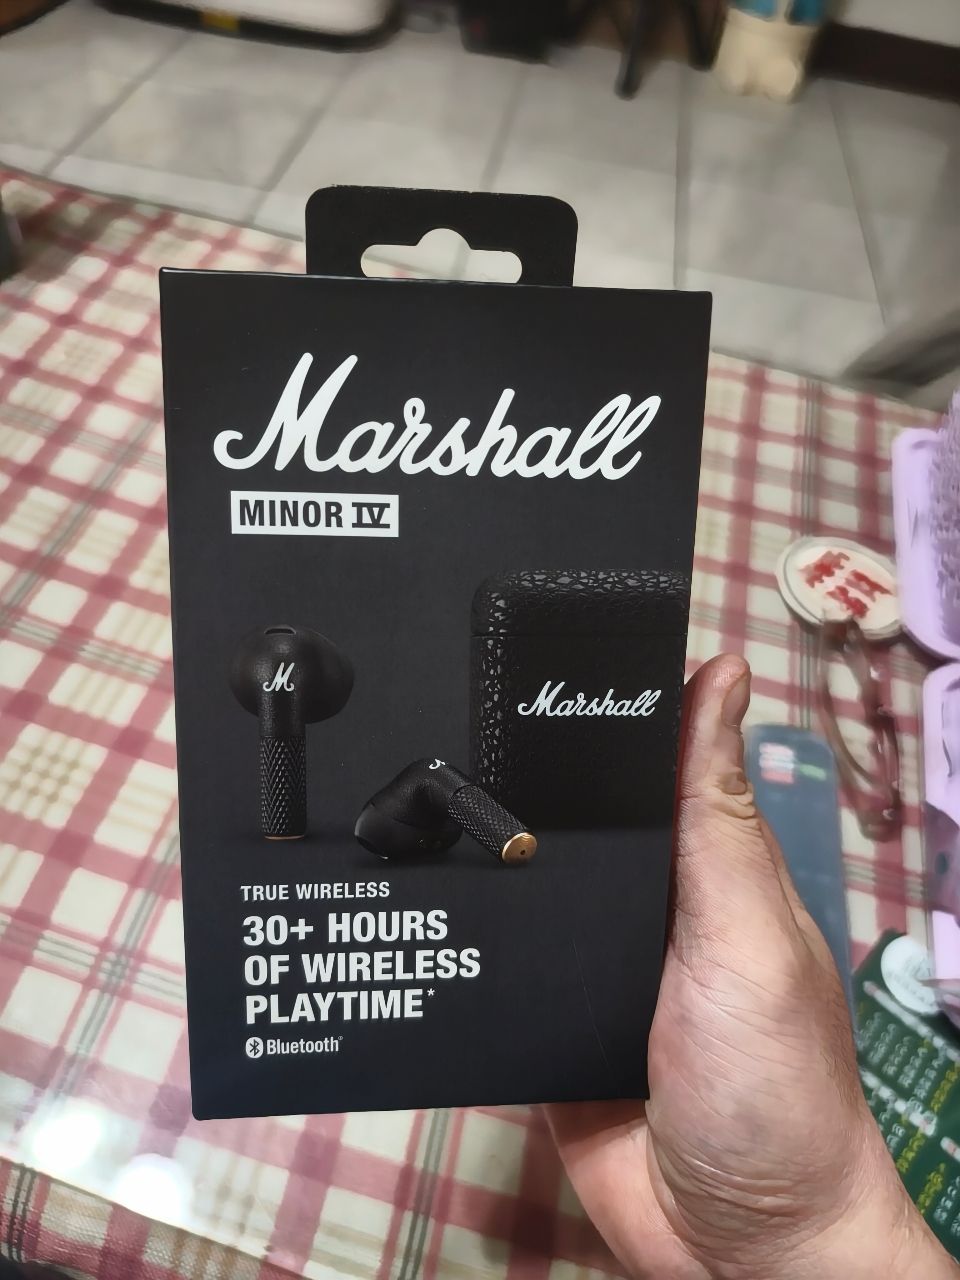 Marshall
MINOR IV
M
Marshall
TRUE WIRELESS
30+ HOURS
OF WIRELESS
PLAYTIME*
Bluetooth®